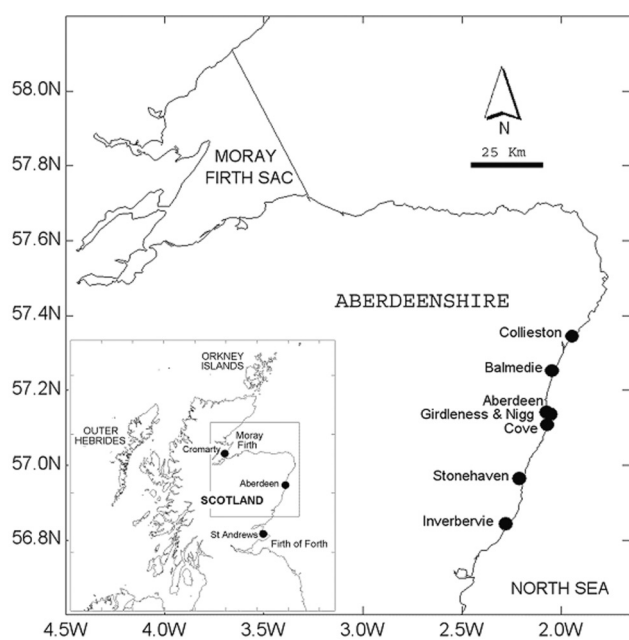 58.0N
57.8N
57.6N
57.4N
57.2N
57.0N
56.8N
4.5W
4.0W
3.5W
3.0W
2.5W
2.0W
N
25 Km
MORAY
FIRTH SAC
ABERDEENSHIRE
Collieston
Balmedie
Aberdeen
Girdleness & Nigg
Cove
Stonehaven
Inverbervie
NORTH SEA
ORKNEY
ISLANDS
OUTER
HEBRIDES
Moray
Firth
Cromarty
Aberdeen
SCOTLAND
St Andrews
Firth of Forth